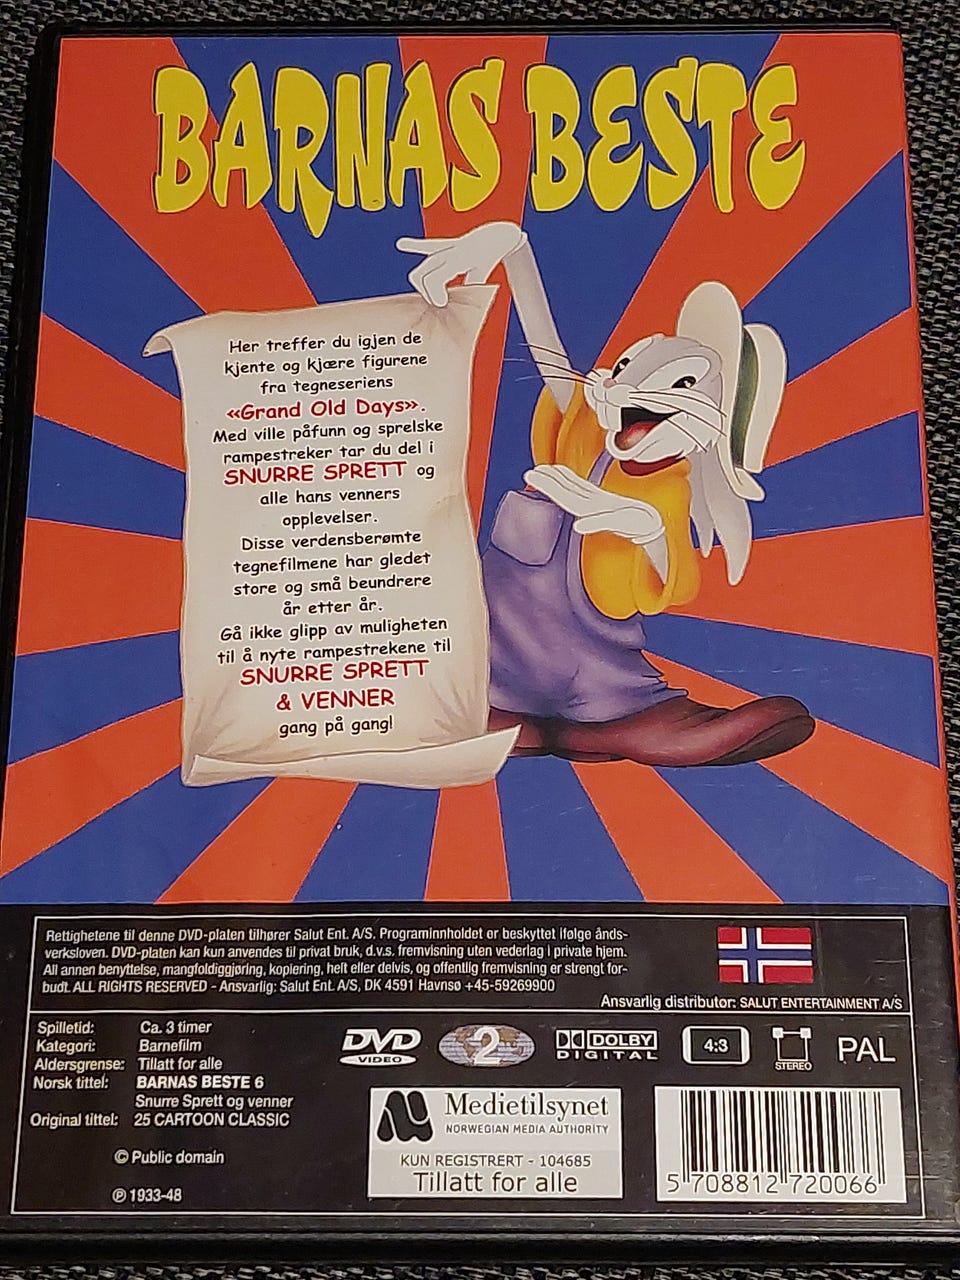 BARNAS BESTE
Her treffer du igjen de
kjente og kjære figurene
fra tegneseriens
«Grand Old Days».
Med ville påfunn og sprelske
rampestreker tar du del i
SNURRE SPRETT og
alle hans venners
opplevelser.
Disse verdensberømte
tegnefilmene har gledet
store og små beundrere
år etter år.
Gå ikke glipp av muligheten
til å nyte rampestrekene til
SNURRE SPRETT
& VENNER
gang på gang!
Rettighetene til denne DVD-platen tilhører Salut Ent. A/S. Programinnholdet er beskyttet ifølge ånds-
verksloven. DVD-platen kan kun anvendes til privat bruk, d.v.s. fremvisning uten vederlag i private hjem.
All annen benyttelse, mangfoldiggjøring, kopiering, helt eller delvis, og offentlig fremvisning er strengt for-
budt. ALL RIGHTS RESERVED - Ansvarlig: Salut Ent. A/S, DK 4591 Havnsø +45-59269900
Ansvarlig distributør: SALUT ENTERTAINMENT A/S
Spilletid: Ca. 3 timer
Kategori: Barnefilm
Aldersgrense: Tillatt for alle
Norsk tittel: BARNAS BESTE 6
Snurre Sprett og venner
Original tittel: 25 CARTOON CLASSIC
© Public domain
℗ 1933-48
DVD VIDEO
2
DOLBY DIGITAL
4:3
STEREO
PAL
Medietilsynet
NORWEGIAN MEDIA AUTHORITY
KUN REGISTRERT - 104685
Tillatt for alle
5 708812 720066